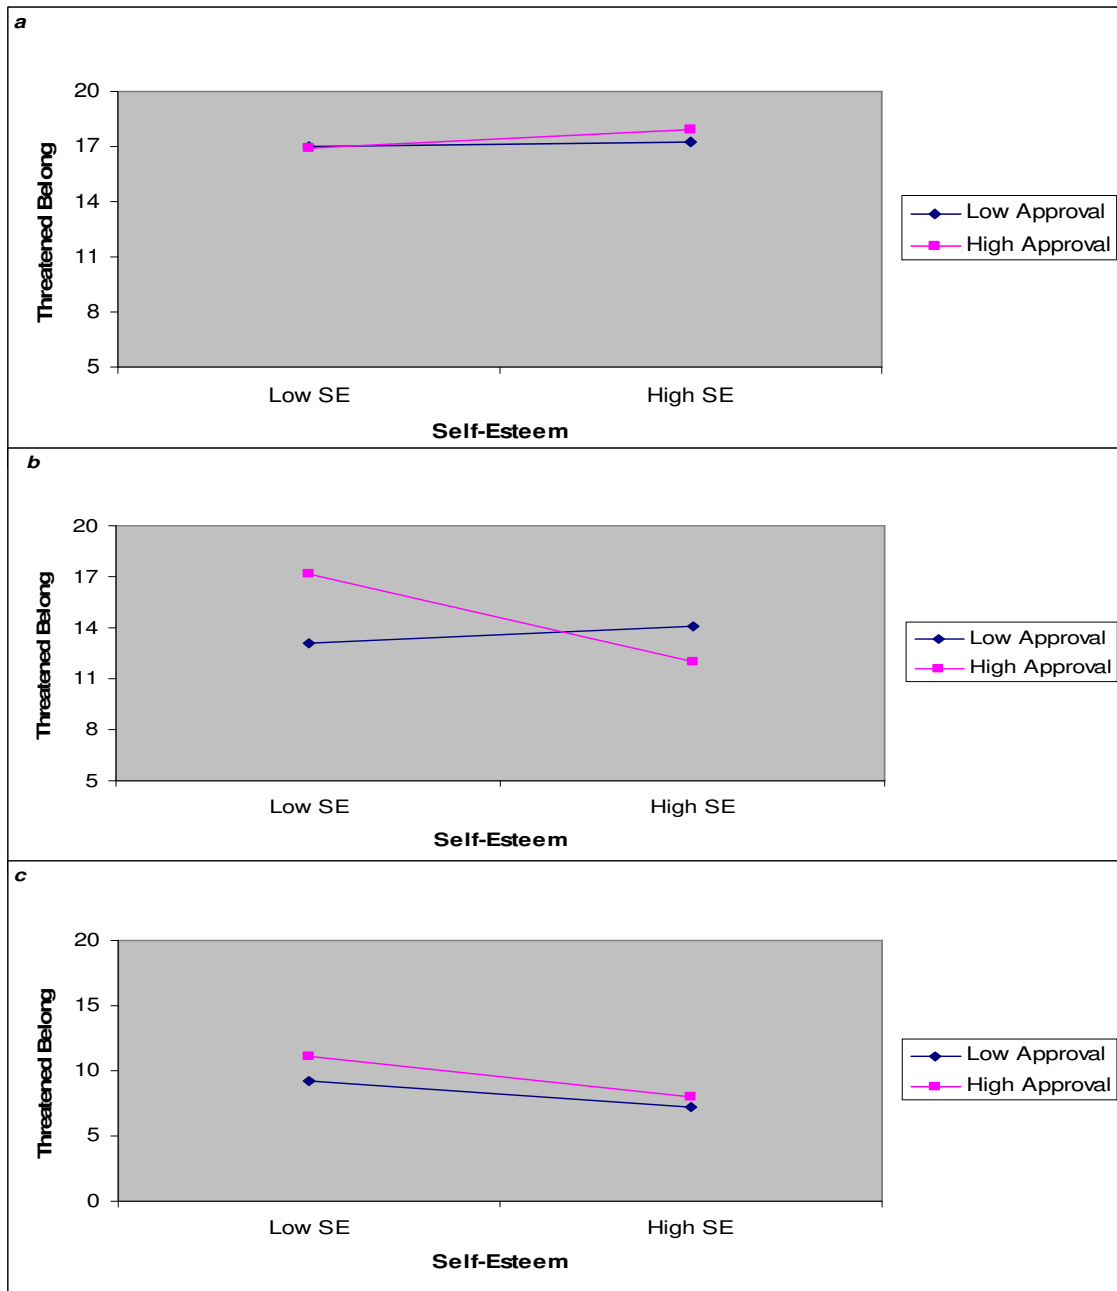 a
20
17
14
11
8
5
Threatened Belong
Low SE
High SE
Self-Esteem
Low Approval
High Approval
b
20
17
14
11
8
5
Threatened Belong
Low SE
High SE
Self-Esteem
Low Approval
High Approval
c
20
15
10
5
0
Threatened Belong
Low SE
High SE
Self-Esteem
Low Approval
High Approval